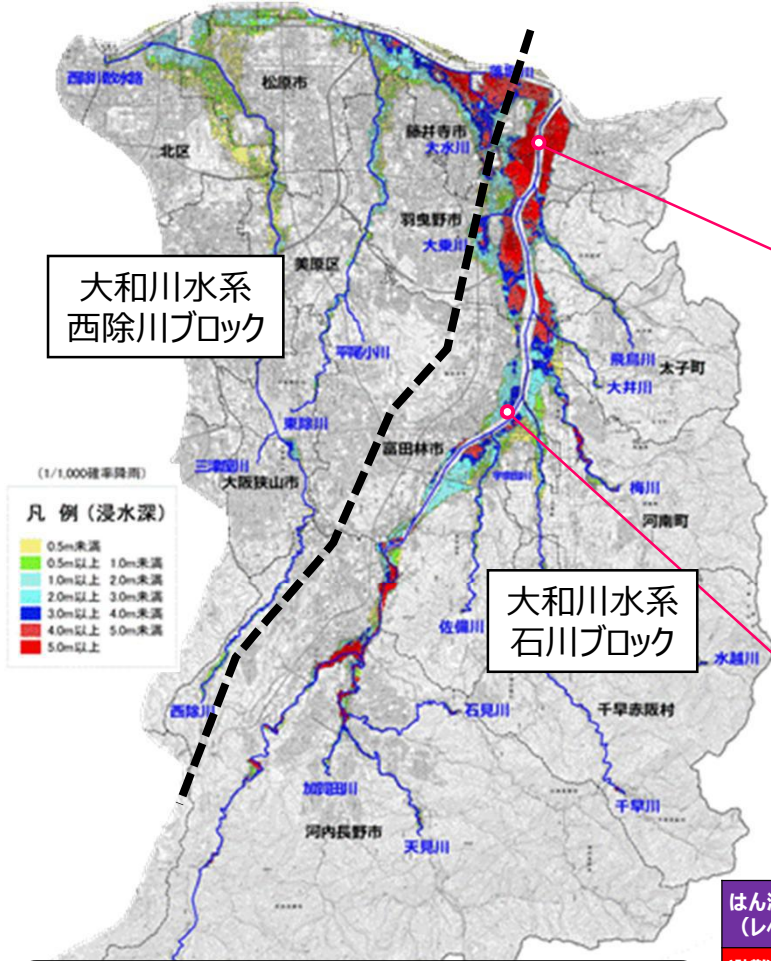 西除川放水路
松原市
落堀川
北区
藤井寺市
大水川
羽曳野市
大乗川
美原区
大和川水系
西除川ブロック
平尾小川
飛鳥川
太子町
大井川
東除川
富田林市
三津屋川
大阪狭山市
梅川
河南町
(1/1,000確率降雨)
凡 例 (浸水深)
0.5m未満
0.5m以上 1.0m未満
1.0m以上 2.0m未満
2.0m以上 3.0m未満
3.0m以上 4.0m未満
4.0m以上 5.0m未満
5.0m以上
大和川水系
石川ブロック
佐備川
水越川
西除川
石見川
千早赤阪村
加賀田川
千早川
河内長野市
天見川
はん
(レ